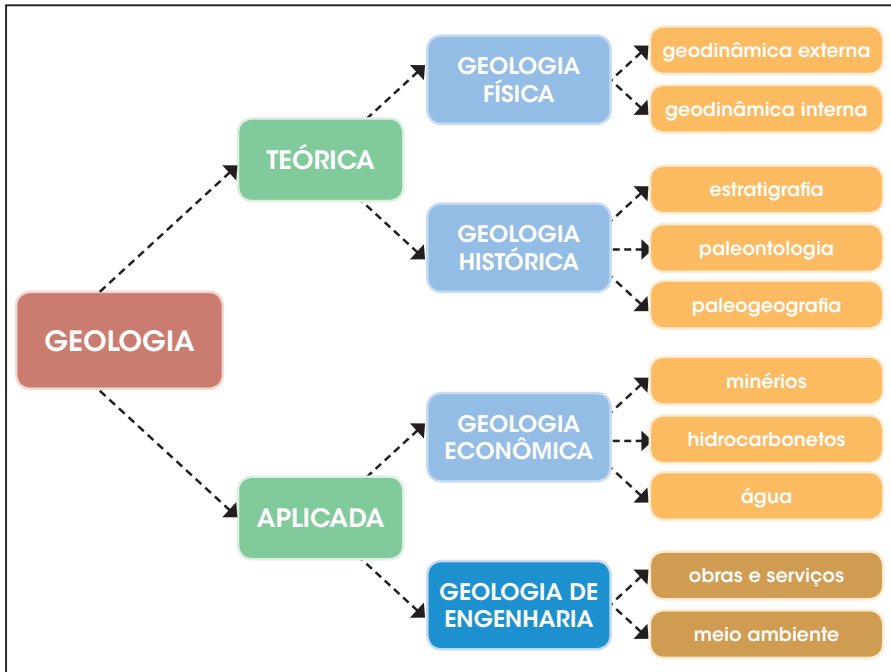 GEOLOGIA
TEÓRICA
GEOLOGIA
FÍSICA
geodinâmica externa
geodinâmica interna
GEOLOGIA
HISTÓRICA
estratigrafia
paleontologia
paleogeografia
APLICADA
GEOLOGIA
ECONÔMICA
minérios
hidrocarbonetos
água
GEOLOGIA DE
ENGENHARIA
obras e serviços
meio ambiente